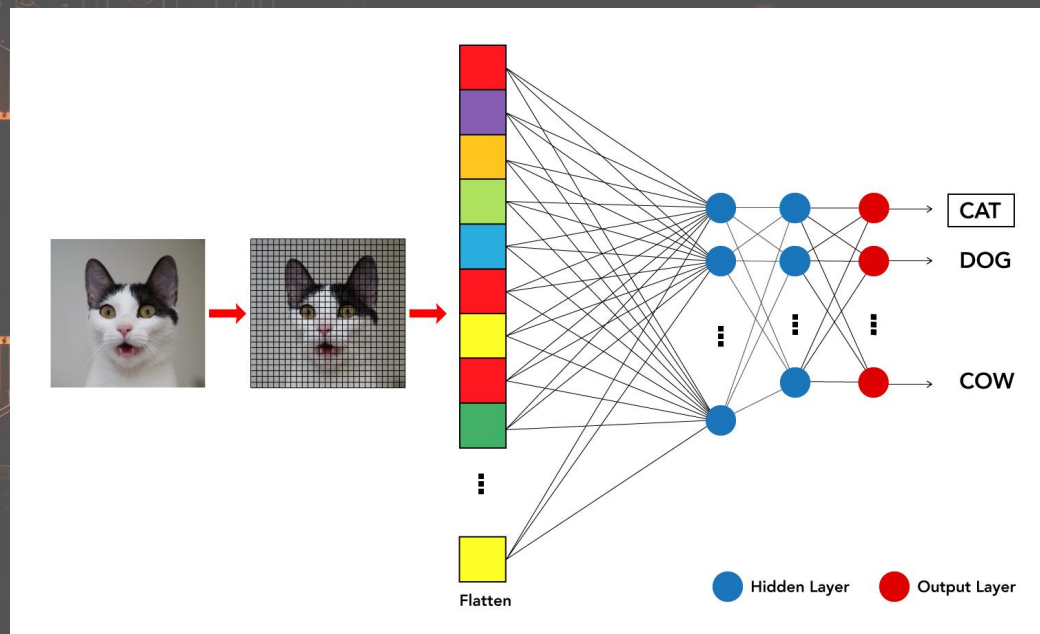 CAT
DOG
COW
Flatten
Hidden Layer
Output Layer